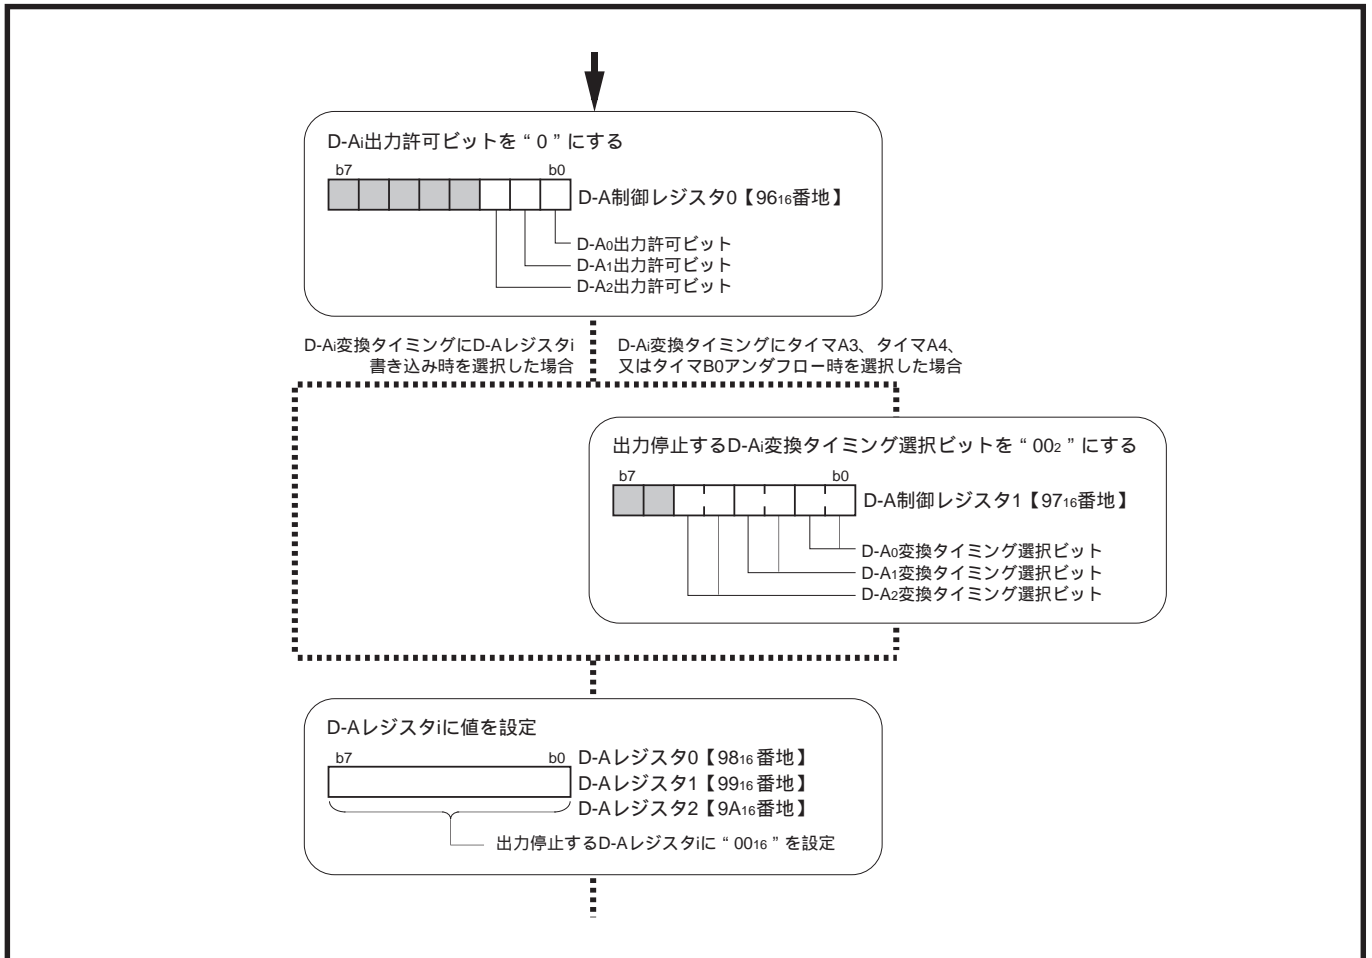 D-Ai出力許可ビットを“0”にする
b7 b0
D-A制御レジスタ0【9616番地】
D-A0出力許可ビット
D-A1出力許可ビット
D-A2出力許可ビット
D-Ai変換タイミングにD-Aレジスタi
書き込み時を選択した場合
D-Ai変換タイミングにタイマA3、タイマA4、
又はタイマB0アンダフロー時を選択した場合
出力停止するD-Ai変換タイミング選択ビットを“002”にする
b7 b0
D-A制御レジスタ1【9716番地】
D-A0変換タイミング選択ビット
D-A1変換タイミング選択ビット
D-A2変換タイミング選択ビット
D-Aレジスタiに値を設定
b7 b0
D-Aレジスタ0【9816番地】
D-Aレジスタ1【9916番地】
D-Aレジスタ2【9A16番地】
出力停止するD-Aレジスタiに“0016”を設定